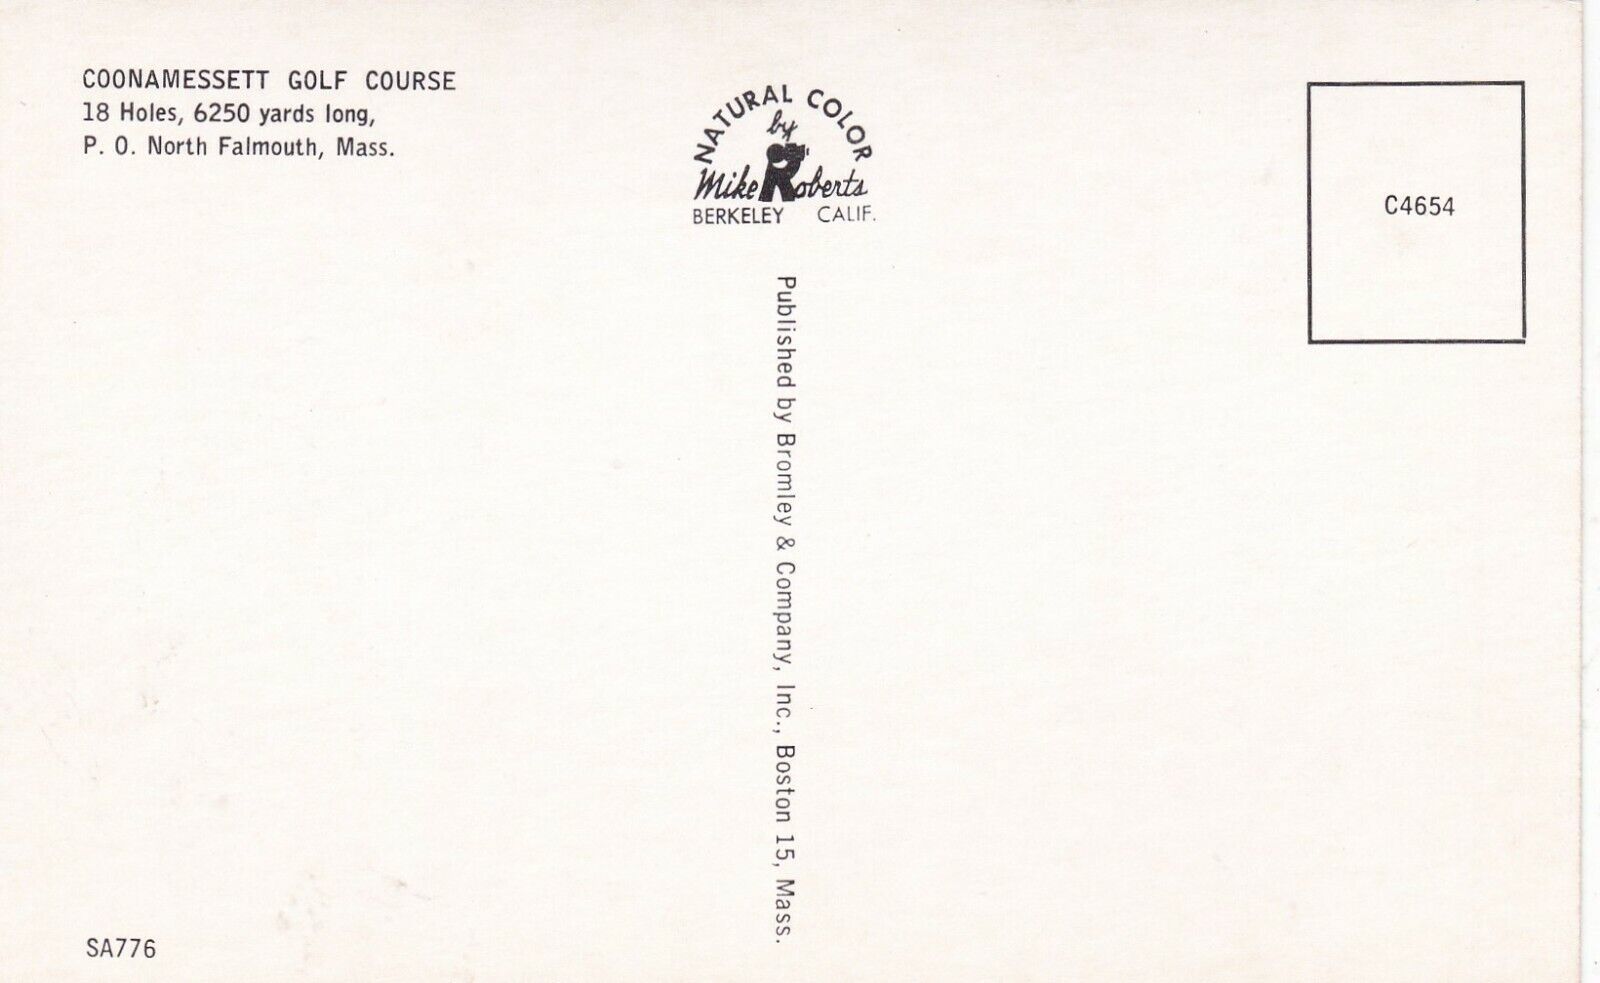 COONAMESSETT GOLF COURSE
18 Holes, 6250 yards long,
P. O. North Falmouth, Mass.
NATURAL COLOR
by
Mike Roberts
BERKELEY CALIF.
C4654
Published by Bromley & Company, Inc., Boston 15, Mass.
SA776